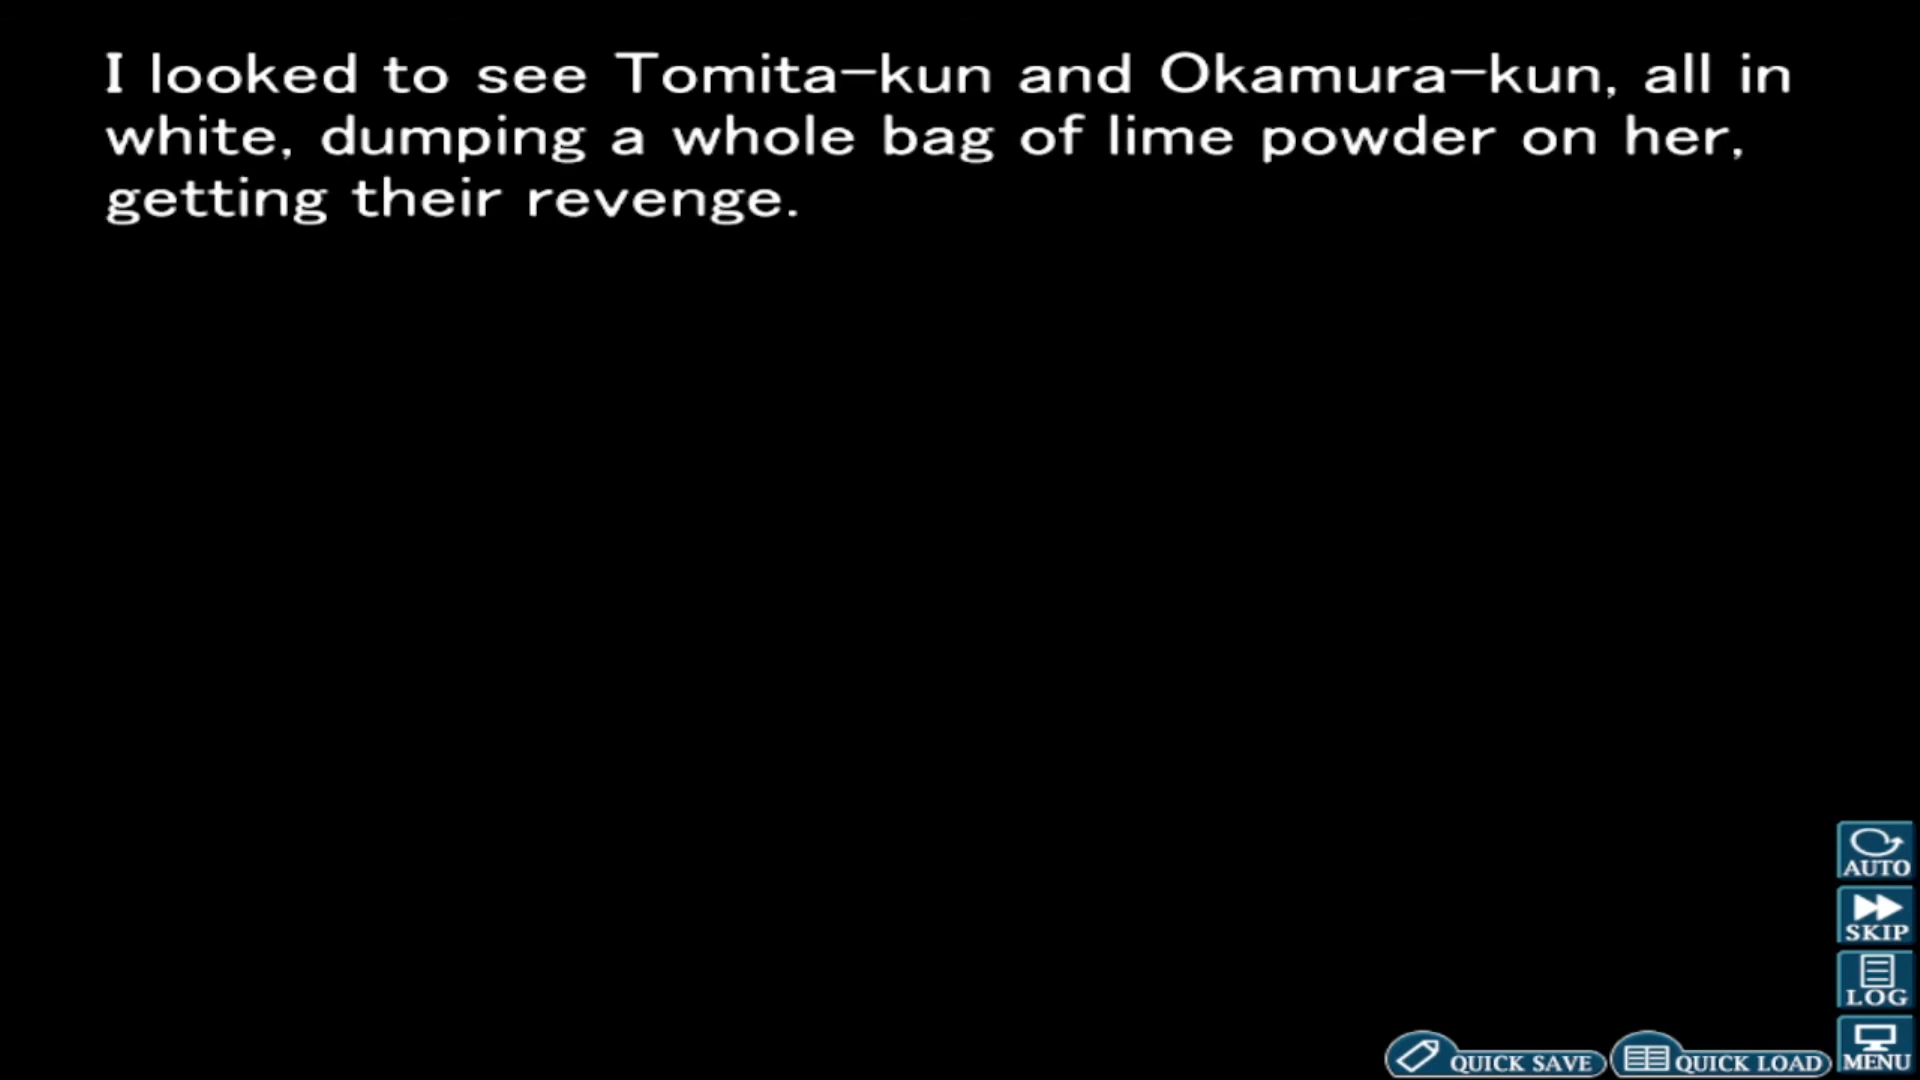 I looked to see Tomita-kun and Okamura-kun, all in
white, dumping a whole bag of lime powder on her,
getting their revenge.
AUTO
SKIP
LOG
MENU
QUICK SAVE
QUICK LOAD